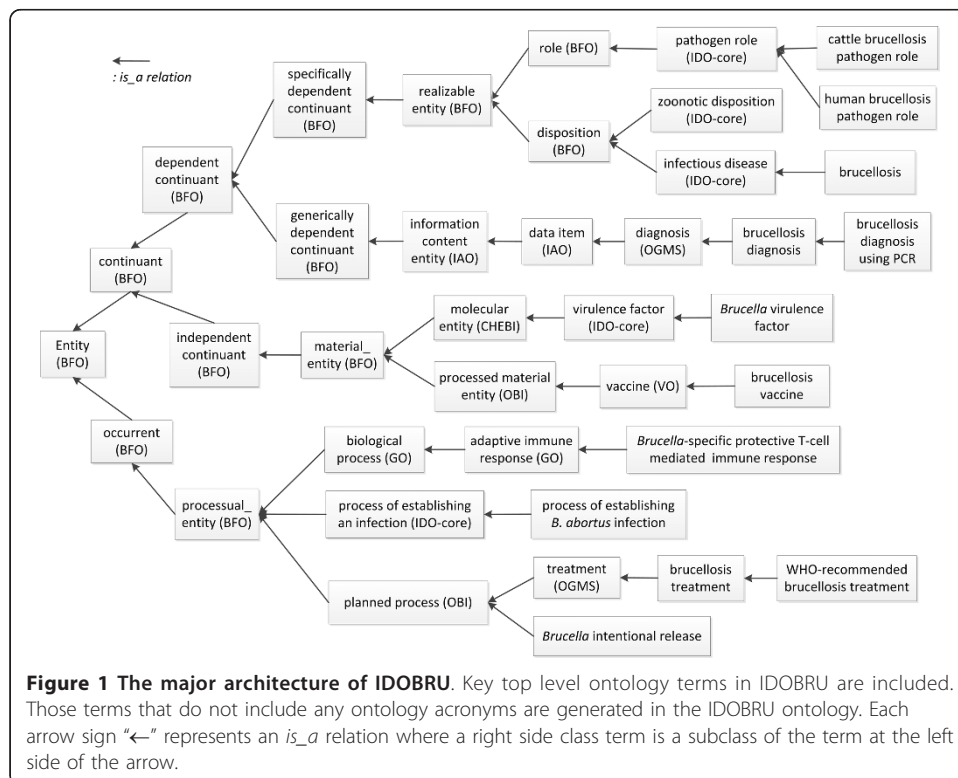 : is_a relation
role (BFO)
pathogen role
(IDO-core)
cattle brucellosis
pathogen role
human brucellosis
pathogen role
specifically
dependent
continuant
(BFO)
realizable
entity (BFO)
zoonotic disposition
(IDO-core)
disposition
(BFO)
infectious disease
(IDO-core)
brucellosis
dependent
continuant
(BFO)
generically
dependent
continuant
(BFO)
information
content
entity (IAO)
data item
(IAO)
diagnosis
(OGMS)
brucellosis
diagnosis
brucellosis
diagnosis
using PCR
continuant
(BFO)
molecular
entity (CHEBI)
virulence factor
(IDO-core)
Brucella virulence
factor
Entity
(BFO)
independent
continuant
(BFO)
material_
entity (BFO)
processed material
entity (OBI)
vaccine (VO)
brucellosis
vaccine
occurrent
(BFO)
biological
process (GO)
adaptive immune
response (GO)
Brucella-specific protective T-cell
mediated immune response
processual_
entity (BFO)
process of establishing
an infection (IDO-core)
process of establishing
B. abortus infection
planned process (OBI)
treatment
(OGMS)
brucellosis
treatment
WHO-recommended
brucellosis treatment
Brucella intentional release
Figure 1 The major architecture of IDOBRU. Key top level ontology terms in IDOBRU are included.
Those terms that do not include any ontology acronyms are generated in the IDOBRU ontology. Each
arrow sign "←" represents an is_a relation where a right side class term is a subclass of the term at the left
side of the arrow.